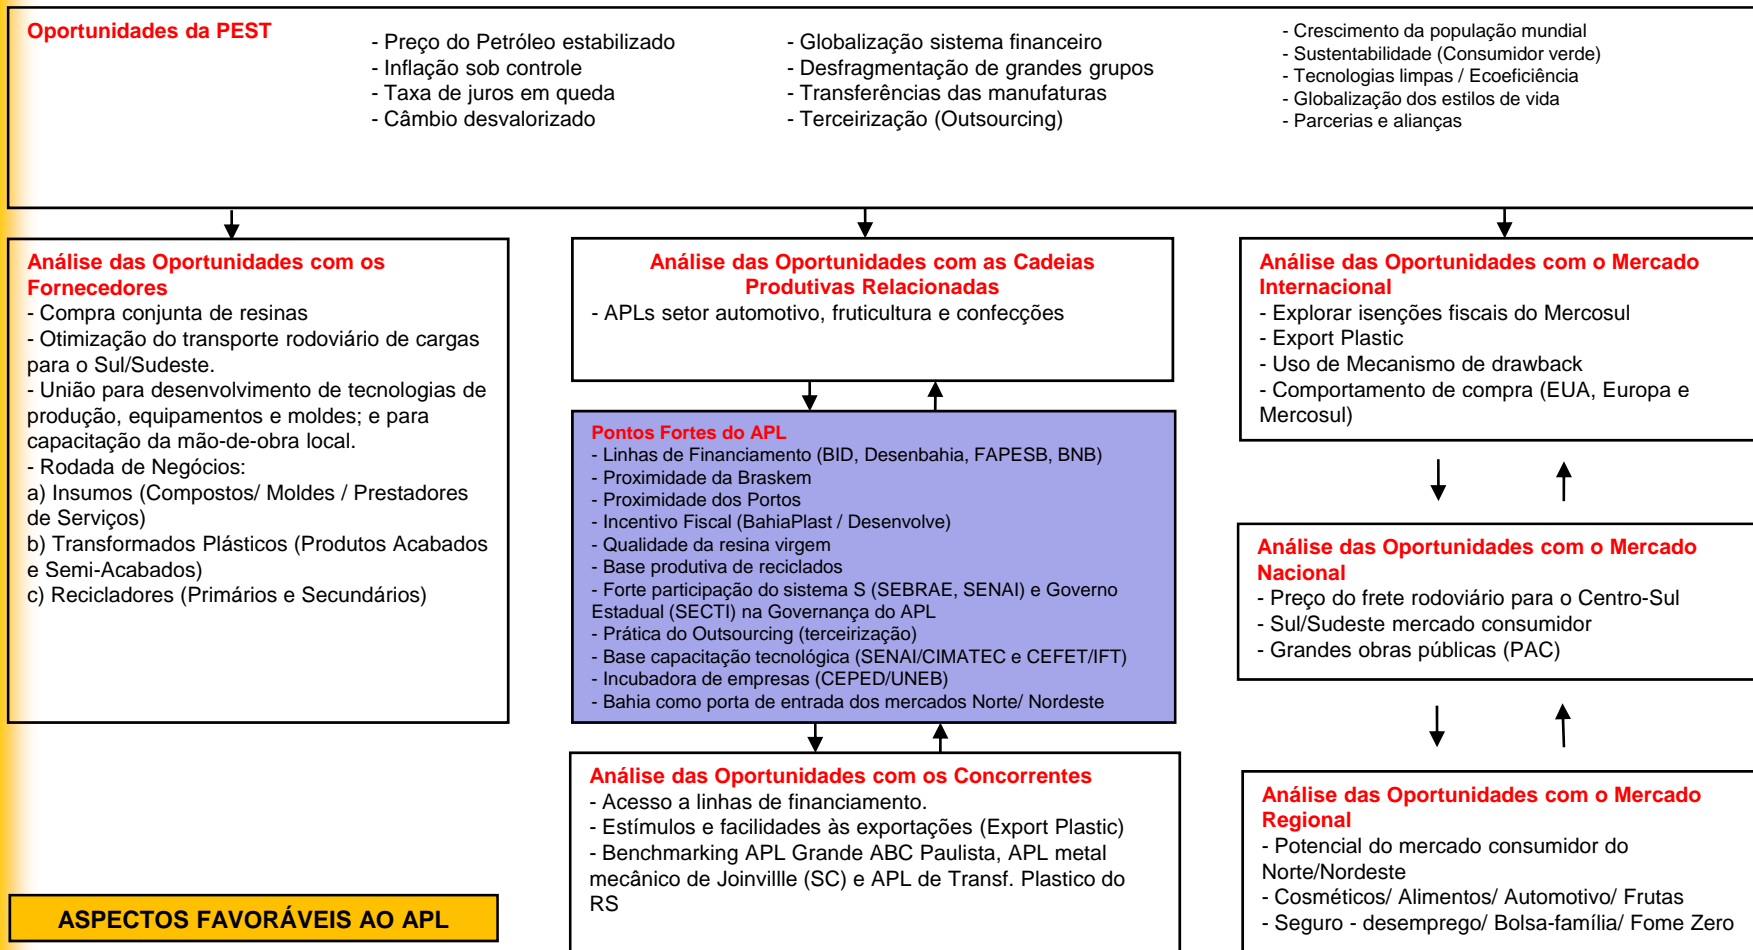 Oportunidades da PEST
- Preço do Petróleo estabilizado
- Inflação sob controle
- Taxa de juros em queda
- Câmbio desvalorizado
- Globalização sistema financeiro
- Desfragmentação de grandes grupos
- Transferências das manufaturas
- Terceirização (Outsourcing)
- Crescimento da população mundial
- Sustentabilidade (Consumidor verde)
- Tecnologias limpas / Ecoeficiência
- Globalização dos estilos de vida
- Parcerias e alianças
Análise das Oportunidades com os
Fornecedores
- Compra conjunta de resinas
- Otimização do transporte rodoviário de cargas
para o Sul/Sudeste.
- União para desenvolvimento de tecnologias de
produção, equipamentos e moldes; e para
capacitação da mão-de-obra local.
- Rodada de Negócios:
a) Insumos (Compostos/ Moldes / Prestadores
de Serviços)
b) Transformados Plásticos (Produtos Acabados
e Semi-Acabados)
c) Recicladores (Primários e Secundários)
Análise das Oportunidades com as Cadeias
Produtivas Relacionadas
- APLs setor automotivo, fruticultura e confecções
Pontos Fortes do APL
- Linhas de Financiamento (BID, Desenbahia, FAPESB, BNB)
- Proximidade da Braskem
- Proximidade dos Portos
- Incentivo Fiscal (BahiaPlast / Desenvolve)
- Qualidade da resina virgem
- Base produtiva de reciclados
- Forte participação do sistema S (SEBRAE, SENAI) e Governo
Estadual (SECTI) na Governança do APL
- Prática do Outsourcing (terceirização)
- Base capacitação tecnológica (SENAI/CIMATEC e CEFET/IFT)
- Incubadora de empresas (CEPED/UNEB)
- Bahia como porta de entrada dos mercados Norte/ Nordeste
Análise das Oportunidades com os Concorrentes
- Acesso a linhas de financiamento.
- Estímulos e facilidades às exportações (Export Plastic)
- Benchmarking APL Grande ABC Paulista, APL metal
mecânico de Joinvillle (SC) e APL de Transf. Plastico do
RS
Análise das Oportunidades com o Mercado
Internacional
- Explorar isenções fiscais do Mercosul
- Export Plastic
- Uso de Mecanismo de drawback
- Comportamento de compra (EUA, Europa e
Mercosul)
Análise das Oportunidades com o Mercado
Nacional
- Preço do frete rodoviário para o Centro-Sul
- Sul/Sudeste mercado consumidor
- Grandes obras públicas (PAC)
Análise das Oportunidades com o Mercado
Regional
- Potencial do mercado consumidor do
Norte/Nordeste
- Cosméticos/ Alimentos/ Automotivo/ Frutas
- Seguro - desemprego/ Bolsa-família/ Fome Zero
ASPECTOS FAVORÁVEIS AO APL